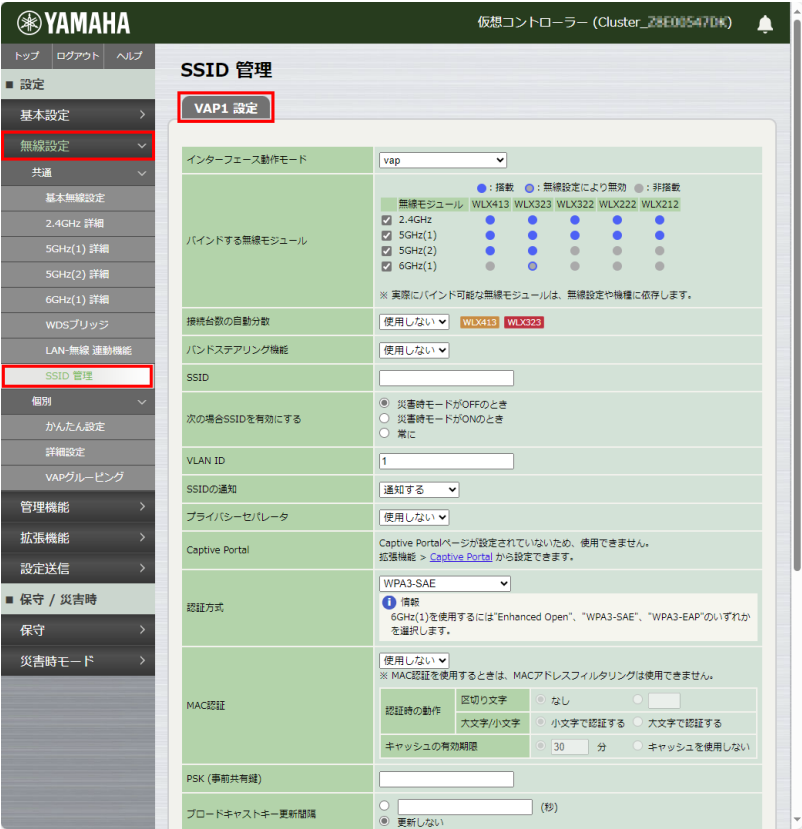 YAMAHA
仮想コントローラー (Cluster_
トップ ログアウト ヘルプ
■ 設定
基本設定
無線設定
共通
基本無線設定
2.4GHz 詳細
5GHz(1) 詳細
5GHz(2) 詳細
6GHz(1) 詳細
WDSブリッジ
LAN-無線 連動機能
SSID 管理
個別
かんたん設定
詳細設定
VAPグルーピング
管理機能
拡張機能
設定送信
■ 保守 / 災害時
保守
災害時モード
SSID 管理
VAP1 設定
インターフェース動作モード vap
バインドする無線モジュール
:搭載 :無線設定により無効 :非搭載
無線モジュール WLX413 WLX323 WLX322 WLX222 WLX212
2.4GHz
5GHz(1)
5GHz(2)
6GHz(1)
※ 実際にバインド可能な無線モジュールは、無線設定や機種に依存します。
接続台数の自動分散 使用しない WLX413 WLX323
バンドステアリング機能 使用しない
SSID
次の場合SSIDを有効にする
災害時モードがOFFのとき
災害時モードがONのとき
常に
VLAN ID 1
SSIDの通知 通知する
プライバシーセパレータ 使用しない
Captive Portal
Captive Portalページが設定されていないため、使用できません。
拡張機能 > Captive Portal から設定できます。
認証方式
WPA3-SAE
情報
6GHz(1)を使用するには"Enhanced Open"、"WPA3-SAE"、"WPA3-EAP"のいずれか
を選択します。
MAC認証
使用しない
※ MAC認証を使用するときは、MACアドレスフィルタリングは使用できません。
認証時の動作
区切り文字 なし
大文字/小文字 小文字で認証する 大文字で認証する
キャッシュの有効期限 30 分 キャッシュを使用しない
PSK (事前共有鍵)
ブロードキャストキー更新間隔
(秒)
更新しない